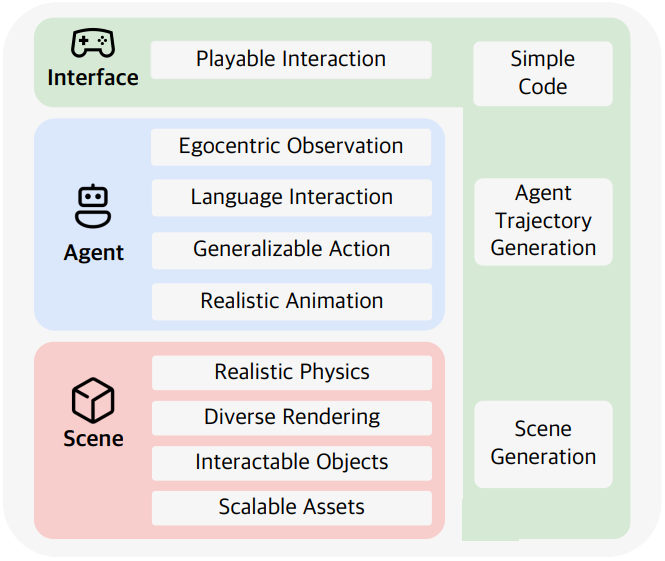 Interface
Playable Interaction
Simple
Code
Agent
Egocentric Observation
Language Interaction
Generalizable Action
Realistic Animation
Agent
Trajectory
Generation
Scene
Realistic Physics
Diverse Rendering
Interactable Objects
Scalable Assets
Scene
Generation